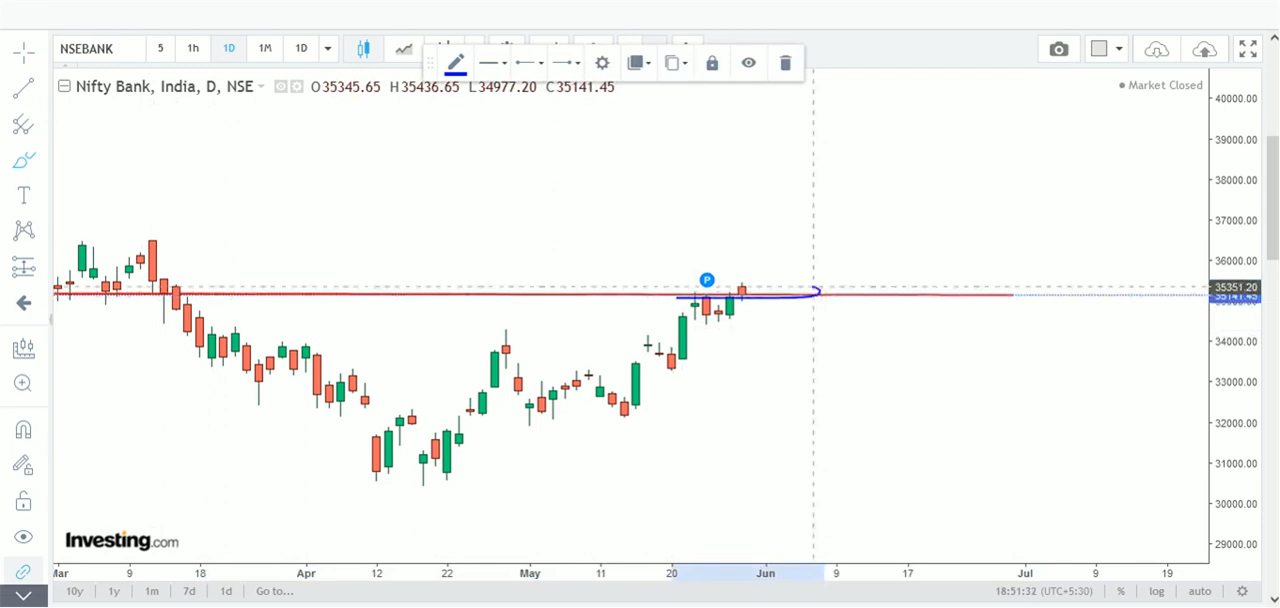 NSEBANK 5 1h 1D 1M 1D
Nifty Bank, India, D, NSE O35345.65 H35436.65 L34977.20 C35141.45
Market Closed
40000.00
39000.00
38000.00
37000.00
36000.00
35351.20
35141.45
34000.00
33000.00
32000.00
31000.00
30000.00
29000.00
P
Investing.com
Mar 9 18 Apr 12 22 May 11 20 Jun 9 17 Jul 9 19
10y 1y 1m 7d 1d Go to... 18:51:32 (UTC+5:30) % log auto